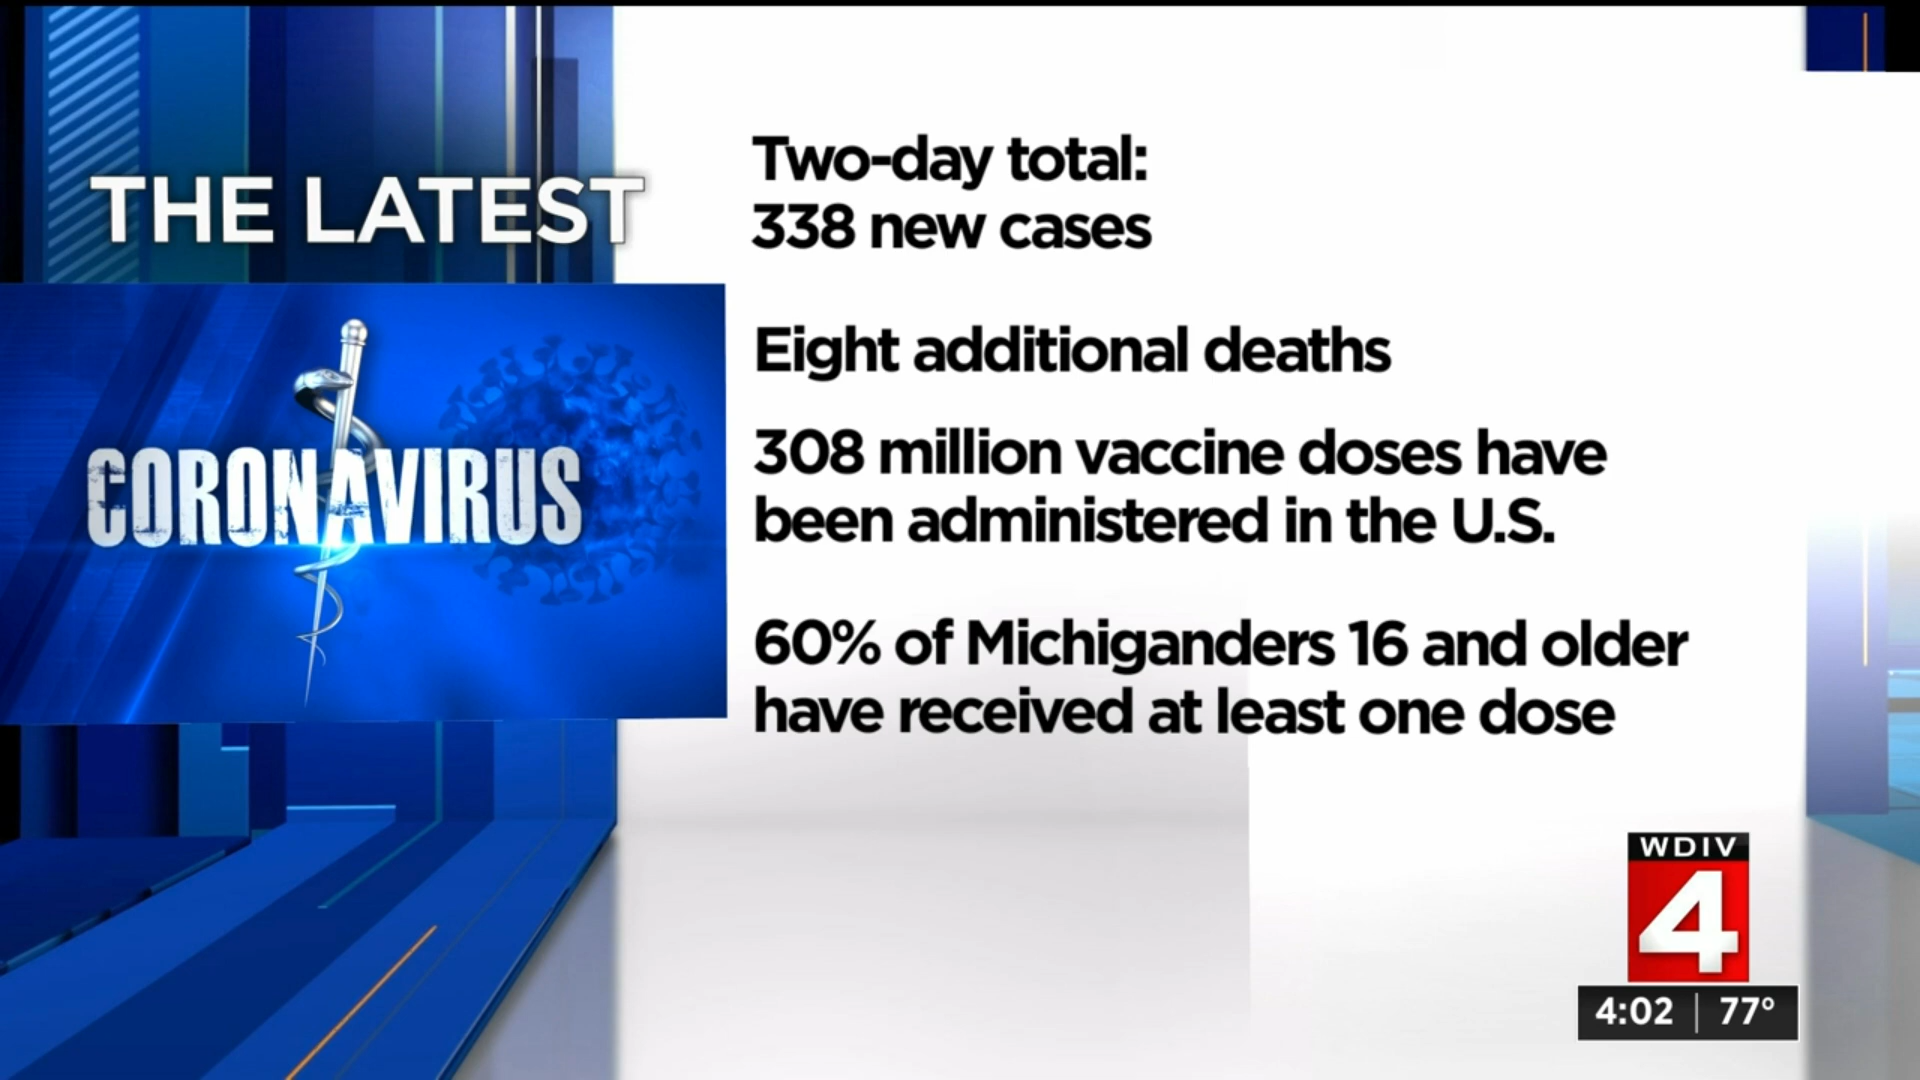 THE LATEST
CORONAVIRUS
Two-day total:
338 new cases
Eight additional deaths
308 million vaccine doses have
been administered in the U.S.
60% of Michiganders 16 and older
have received at least one dose
WDIV
4
4:02 77°